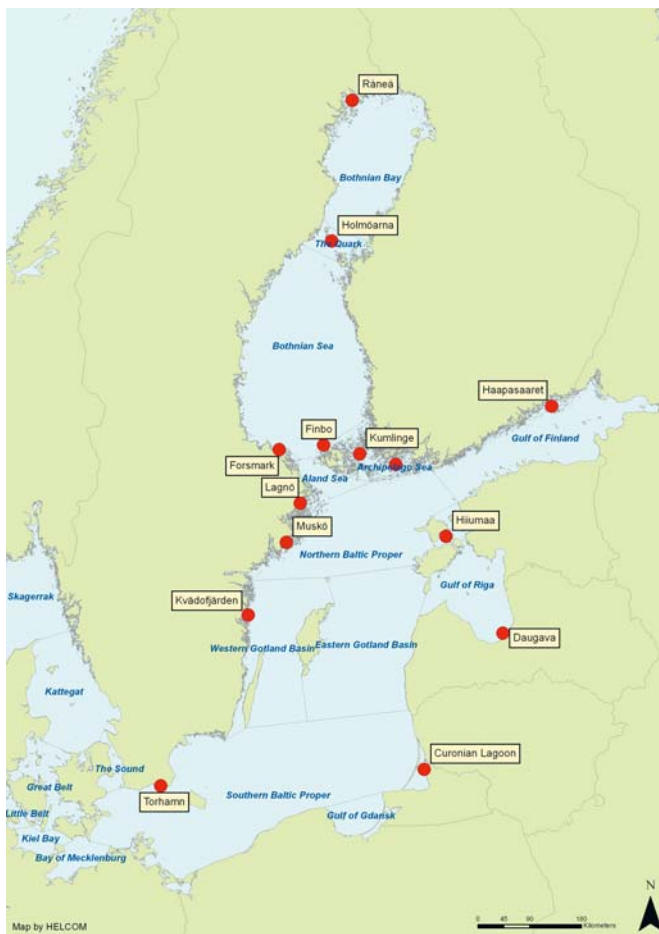 Råneå
Bothnian Bay
Holmöarna
The Quark
Bothnian Sea
Haapasaaret
Finbo
Kumlinge
Gulf of Finland
Forsmark
Archipelago Sea
Åland Sea
Lagnö
Hiiumaa
Muskö
Northern Baltic Proper
Skagerrak
Gulf of Riga
Kvädofjärden
Daugava
Western Gotland Basin
Eastern Gotland Basin
Kattegat
Curonian Lagoon
The Sound
Great Belt
Southern Baltic Proper
Torhamn
Little Belt
Gulf of Gdansk
Kiel Bay
Bay of Mecklenburg
N
Map by HELCOM
0 45 90 180
Kilometers